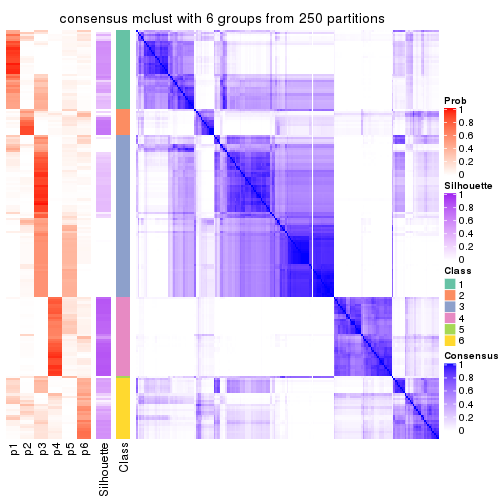 consensus mclust with 6 groups from 250 partitions
Prob
1
0.8
0.6
0.4
0.2
0
Silhouette
1
0.8
0.6
0.4
0.2
0
Class
1
2
3
4
5
6
Consensus
1
0.8
0.6
0.4
0.2
0
p1
p2
p3
p4
p5
p6
Silhouette
Class